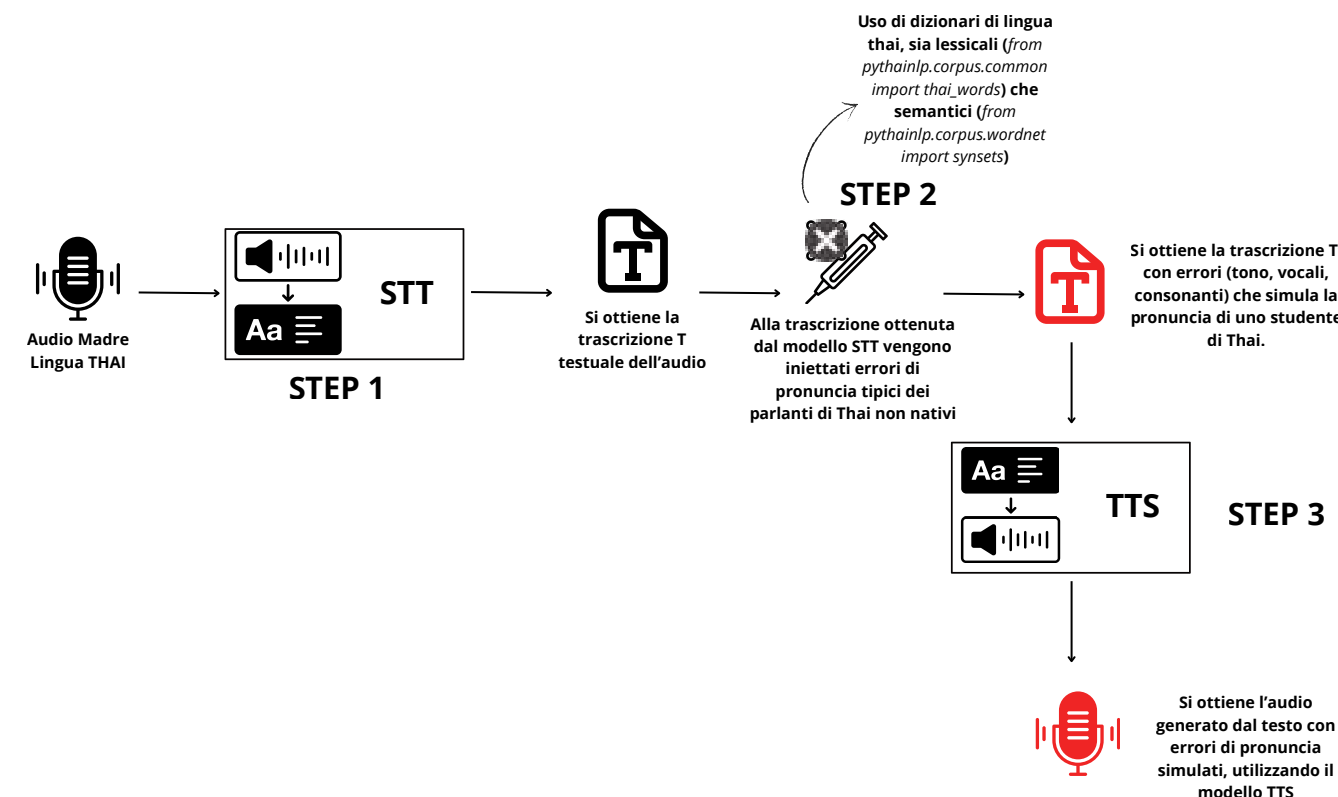 Uso di dizionari di lingua
thai, sia lessicali (from
pythainlp.corpus.common
import thai_words) che
semantici (from
pythainlp.corpus.wordnet
import synsets)
STEP 2
Audio Madre
Lingua THAI
Aa
STT
STEP 1
T
Si ottiene la
trascrizione T
testuale dell’audio
Alla trascrizione ottenuta
dal modello STT vengono
iniettati errori di
pronuncia tipici dei
parlanti di Thai non nativi
T
Si ottiene la trascrizione T
con errori (tono, vocali,
consonanti) che simula la
pronuncia di uno studente
di Thai.
Aa
TTS
STEP 3
Si ottiene l’audio
generato dal testo con
errori di pronuncia
simulati, utilizzando il
modello TTS